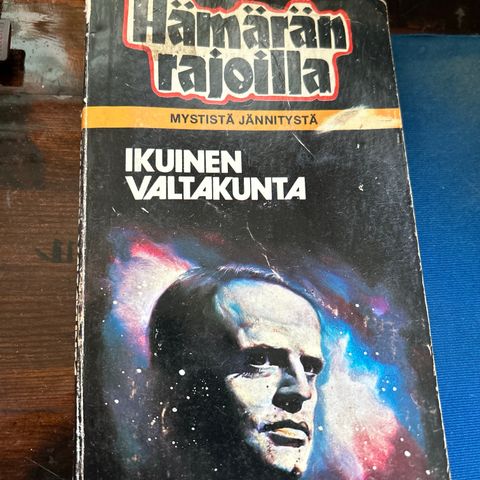 Hämärän
rajoilla
MYSTISTÄ JÄNNITYSTÄ
IKUINEN
VALTAKUNTA